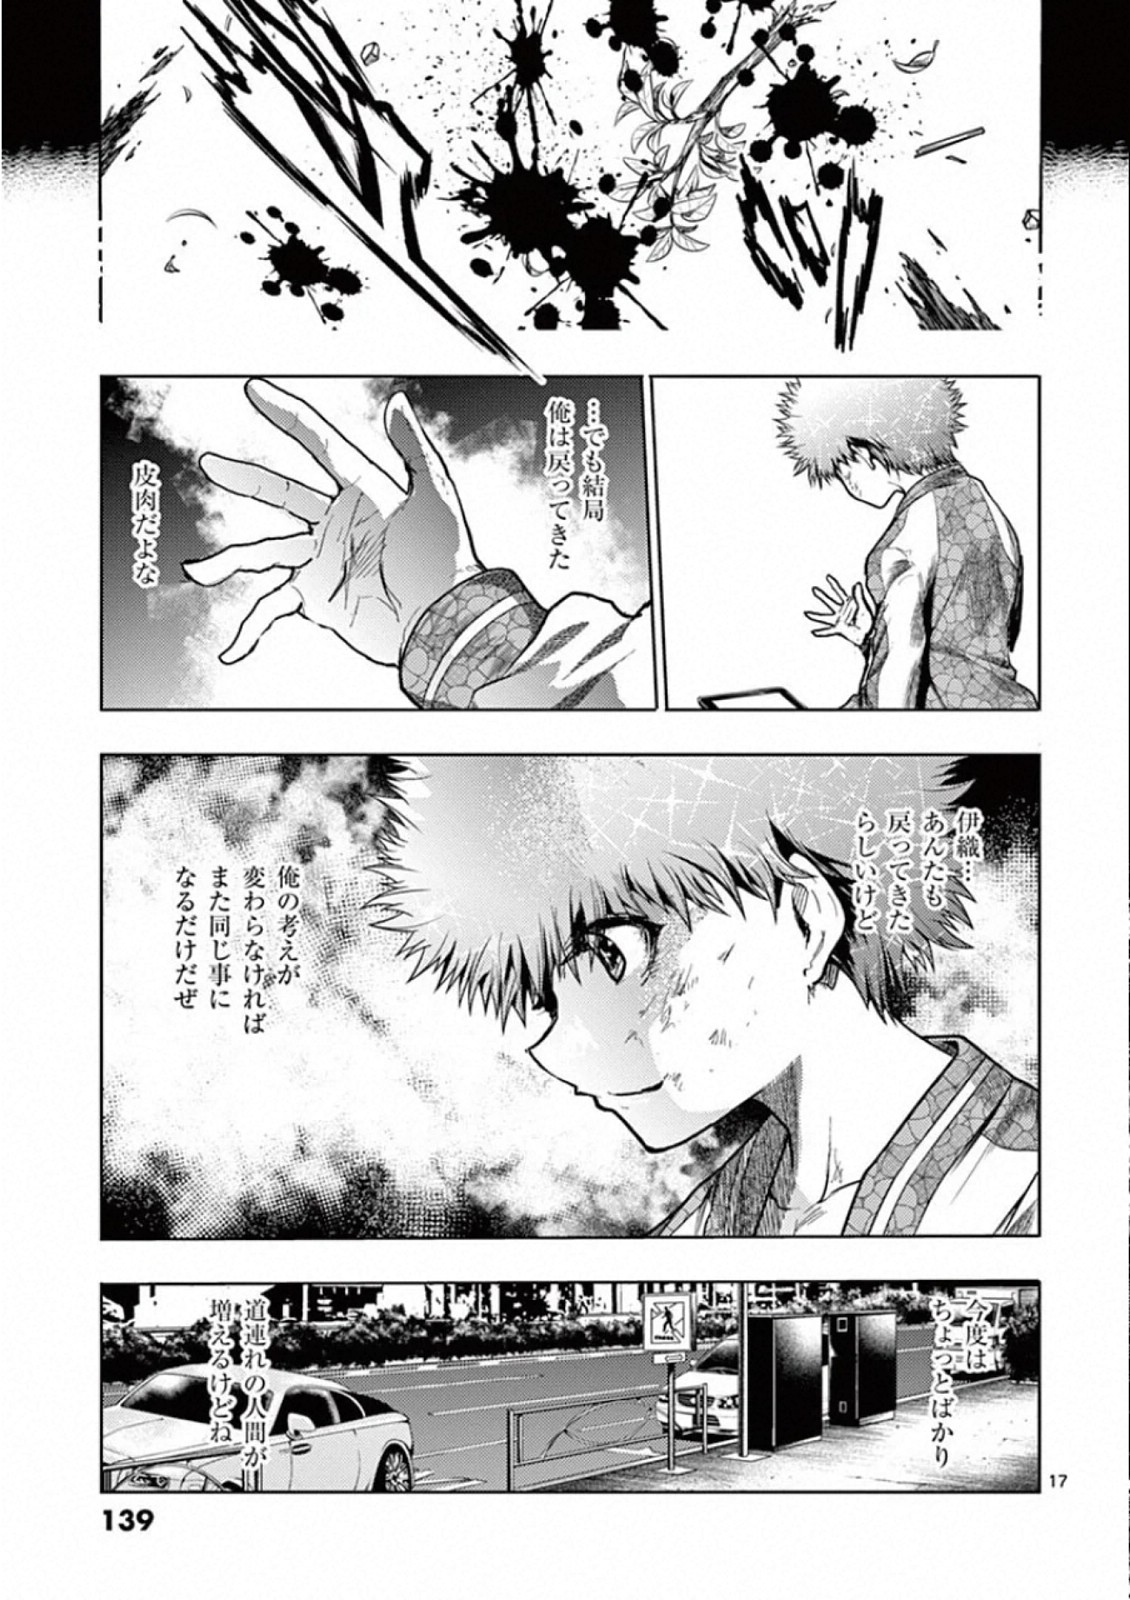 …でも結局
俺は戻ってきた
皮肉だよな
伊織…
あんたも
戻ってきた
らしいけど
俺の考えが
変わらなければ
また同じ事に
なるだけだぜ
今度は
ちょっとばかり
道連れの人間が
増えるけどね
17
139